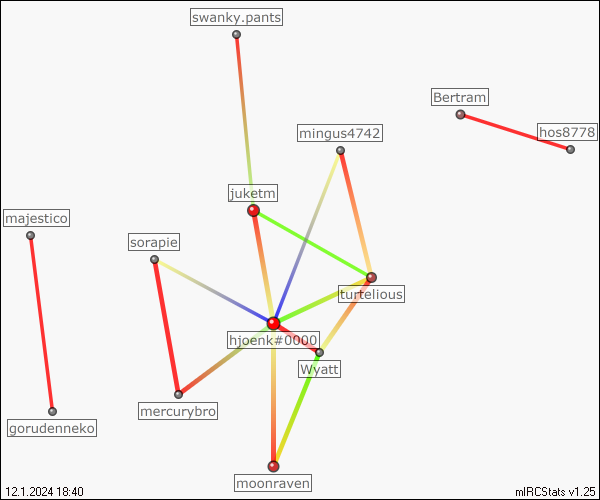 swanky.pants
Bertram
hos8778
mingus4742
juketm
majestico
sorapie
turtelious
hjoenk#0000
Wyatt
mercurybro
gorudenneko
moonraven
12.1.2024 18:40
mIRCStats v1.25